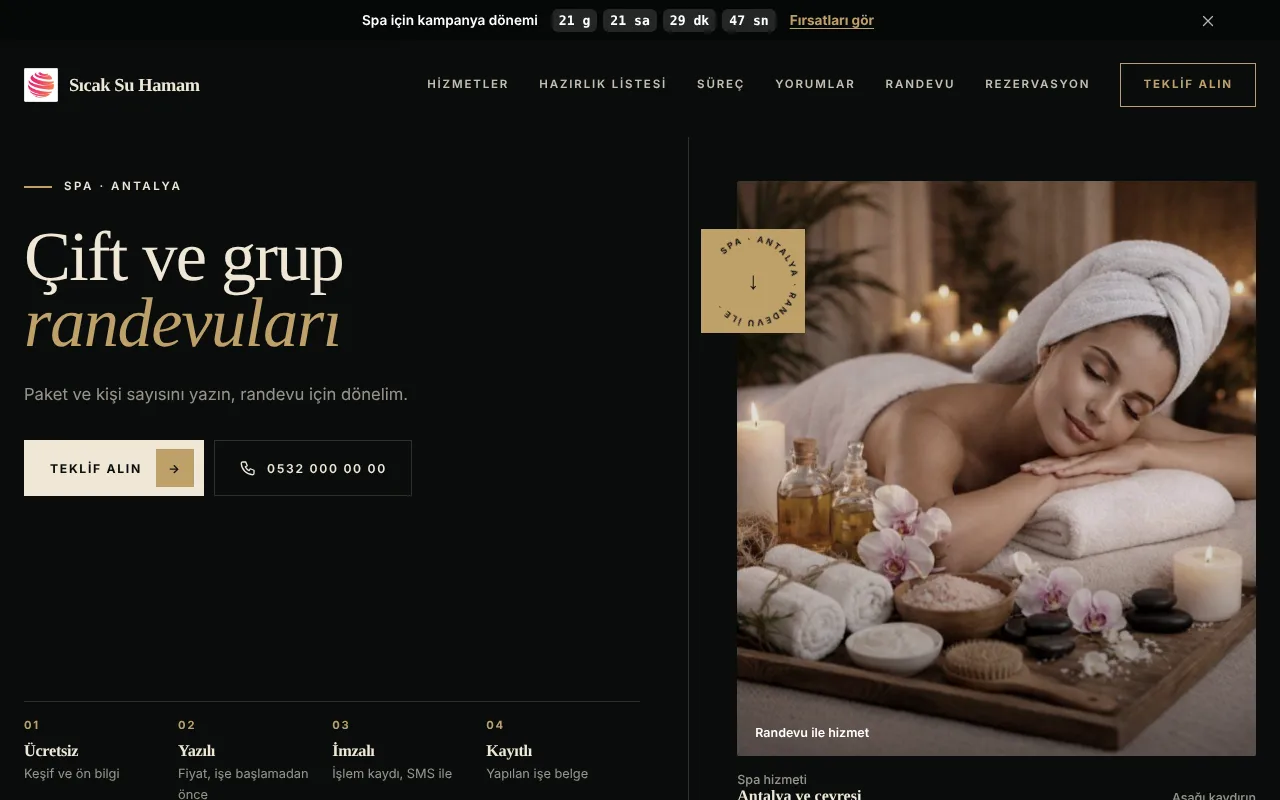 Spa için kampanya dönemi 21 g 21 sa 29 dk 47 sn Fırsatları gör
Sıcak Su Hamam
HİZMETLER HAZIRLIK LİSTESİ SÜREÇ YORUMLAR RANDEVU REZERVASYON TEKLİF ALIN
SPA · ANTALYA
Çift ve grup
randevuları
Paket ve kişi sayısını yazın, randevu için dönelim.
TEKLİF ALIN → 0532 000 00 00
SPA · ANTALYA · RANDEVU İLE ·
↓
Randevu ile hizmet
01 02 03 04
Ücretsiz Yazılı İmzalı Kayıtlı
Keşif ve ön bilgi Fiyat, işe başlamadan önce İşlem kaydı, SMS ile Yapılan işe belge
Spa hizmeti
Antalya ve çevresi
Aşağı kaydırın